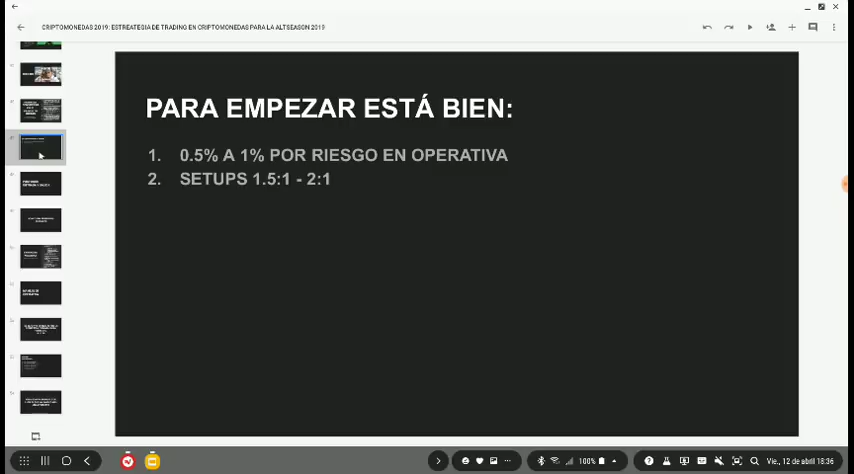 CRIPTOMONEDAS 2019: ESTREATEGIA DE TRADING EN CRIPTOMONEDAS PARA LA ALTSEASON 2019
PARA EMPEZAR ESTÁ BIEN:
1. 0.5% A 1% POR RIESGO EN OPERATIVA
2. SETUPS 1.5:1 - 2:1
100%
Vie., 12 de abril 18:36